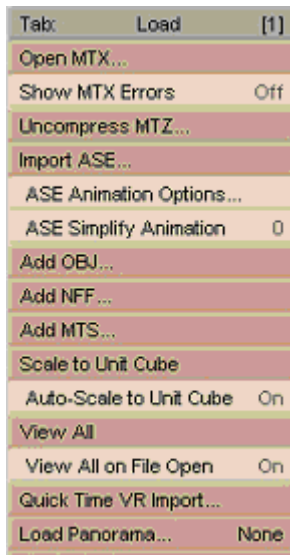 Tab: Load [1]
Open MTX...
Show MTX Errors Off
Uncompress MTZ...
Import ASE...
ASE Animation Options...
ASE Simplify Animation 0
Add OBJ...
Add NFF...
Add MTS...
Scale to Unit Cube
Auto-Scale to Unit Cube On
View All
View All on File Open On
Quick Time VR Import...
Load Panorama... None